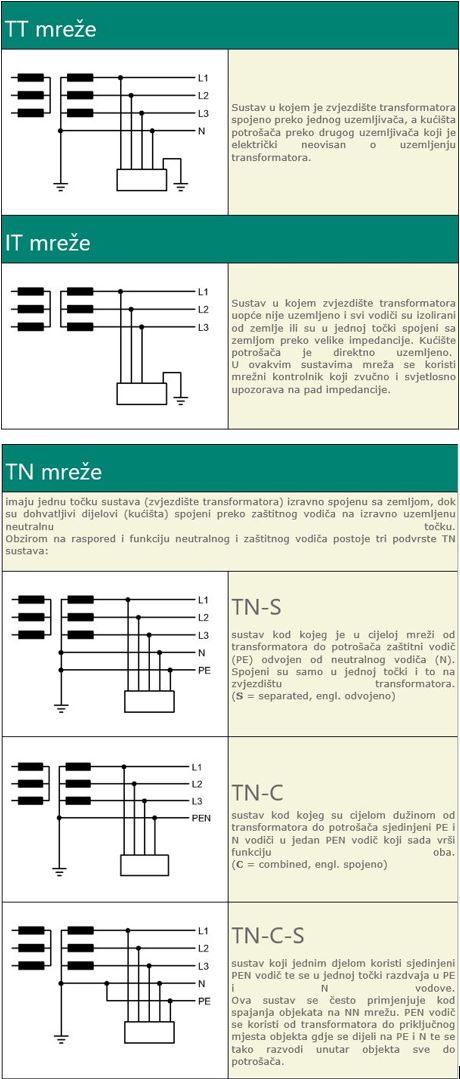 TT mreže
L1
L2
L3
N
Sustav u kojem je zvjezdište transformatora
spojeno preko jednog uzemljivača, a kućišta
potrošača preko drugog uzemljivača koji je
električki neovisan o uzemljenju
transformatora.
IT mreže
L1
L2
L3
Sustav u kojem zvjezdište transformatora
uopće nije uzemljeno i svi vodiči su izolirani
od zemlje ili su u jednoj točki spojeni sa
zemljom preko velike impedancije. Kućište
potrošača je direktno uzemljeno.
U ovakvim sustavima mreža se koristi
mrežni kontrolnik koji zvučno i svjetlosno
upozorava na pad impedancije.
TN mreže
imaju jednu točku sustava (zvjezdište transformatora) izravno spojenu sa zemljom, dok
su dohvatljivi dijelovi (kućišta) spojeni preko zaštitnog vodiča na izravno uzemljenu
neutralnu točku.
Obzirom na raspored i funkciju neutralnog i zaštitnog vodiča postoje tri podvrste TN
sustava:
L1
L2
L3
N
PE
TN-S
sustav kod kojeg je u cijeloj mreži od
transformatora do potrošača zaštitni vodič
(PE) odvojen od neutralnog vodiča (N).
Spojeni su samo u jednoj točki i to na
zvjezdištu transformatora.
(S = separated, engl. odvojeno)
L1
L2
L3
PEN
TN-C
sustav kod kojeg su cijelom dužinom od
transformatora do potrošača sjedinjeni PE i
N vodiči u jedan PEN vodič koji sada vrši
funkciju oba.
(C = combined, engl. spojeno)
L1
L2
L3
N
PE
TN-C-S
sustav koji jednim djelom koristi sjedinjeni
PEN vodič te se u jednoj točki razdvaja u PE
i N vodove.
Ova sustav se često primjenjuje kod
spajanja objekata na NN mrežu. PEN vodič
se koristi od transformatora do priključnog
mjesta objekta gdje se dijeli na PE i N te se
tako razvodi unutar objekta sve do
potrošača.